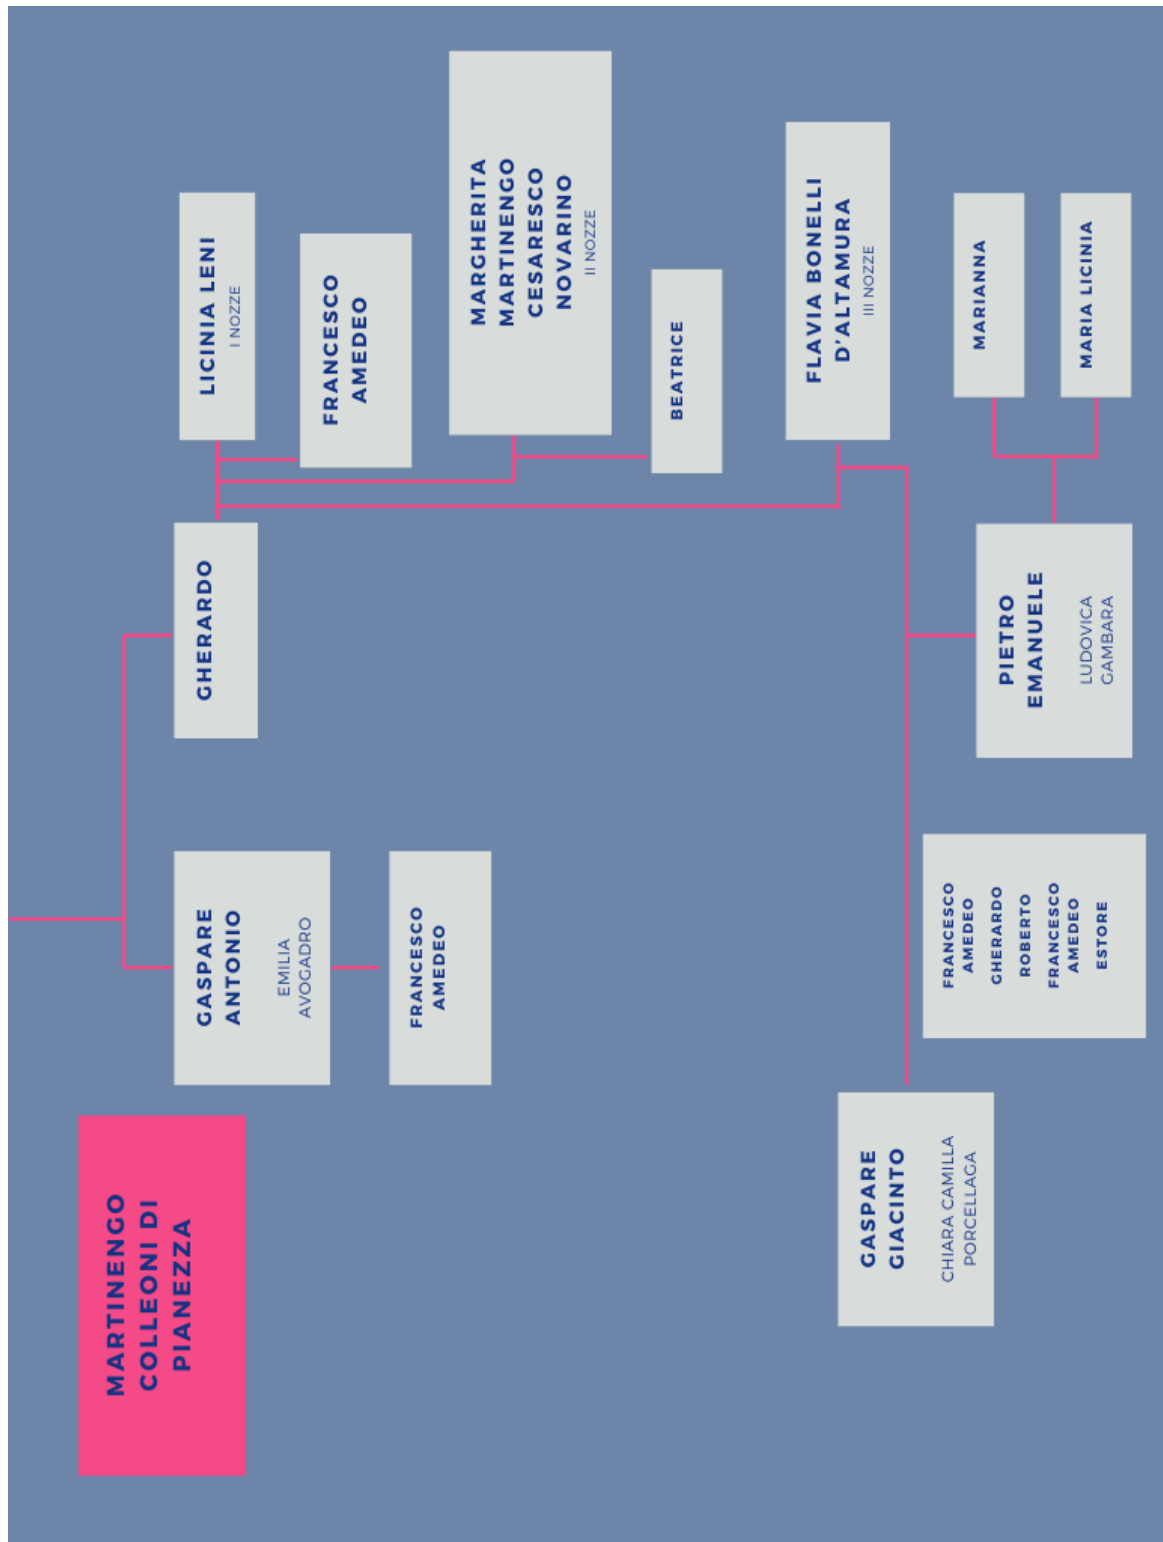 MARTINENGO
COLLEONI DI
PIANEZZA
GASPARE
ANTONIO
EMILIA
AVOGADRO
GHERARDO
LICINIA LENI
I NOZZE
FRANCESCO
AMEDEO
FRANCESCO
AMEDEO
MARGHERITA
MARTINENGO
CESARESCO
NOVARINO
II NOZZE
BEATRICE
FLAVIA BONELLI
D'ALTAMURA
III NOZZE
GASPARE
GIACINTO
CHIARA CAMILLA
PORCELLAGA
FRANCESCO
AMEDEO
GHERARDO
ROBERTO
FRANCESCO
AMEDEO
ESTORE
PIETRO
EMANUELE
LUDOVICA
GAMBARA
MARIANNA
MARIA LICINIA